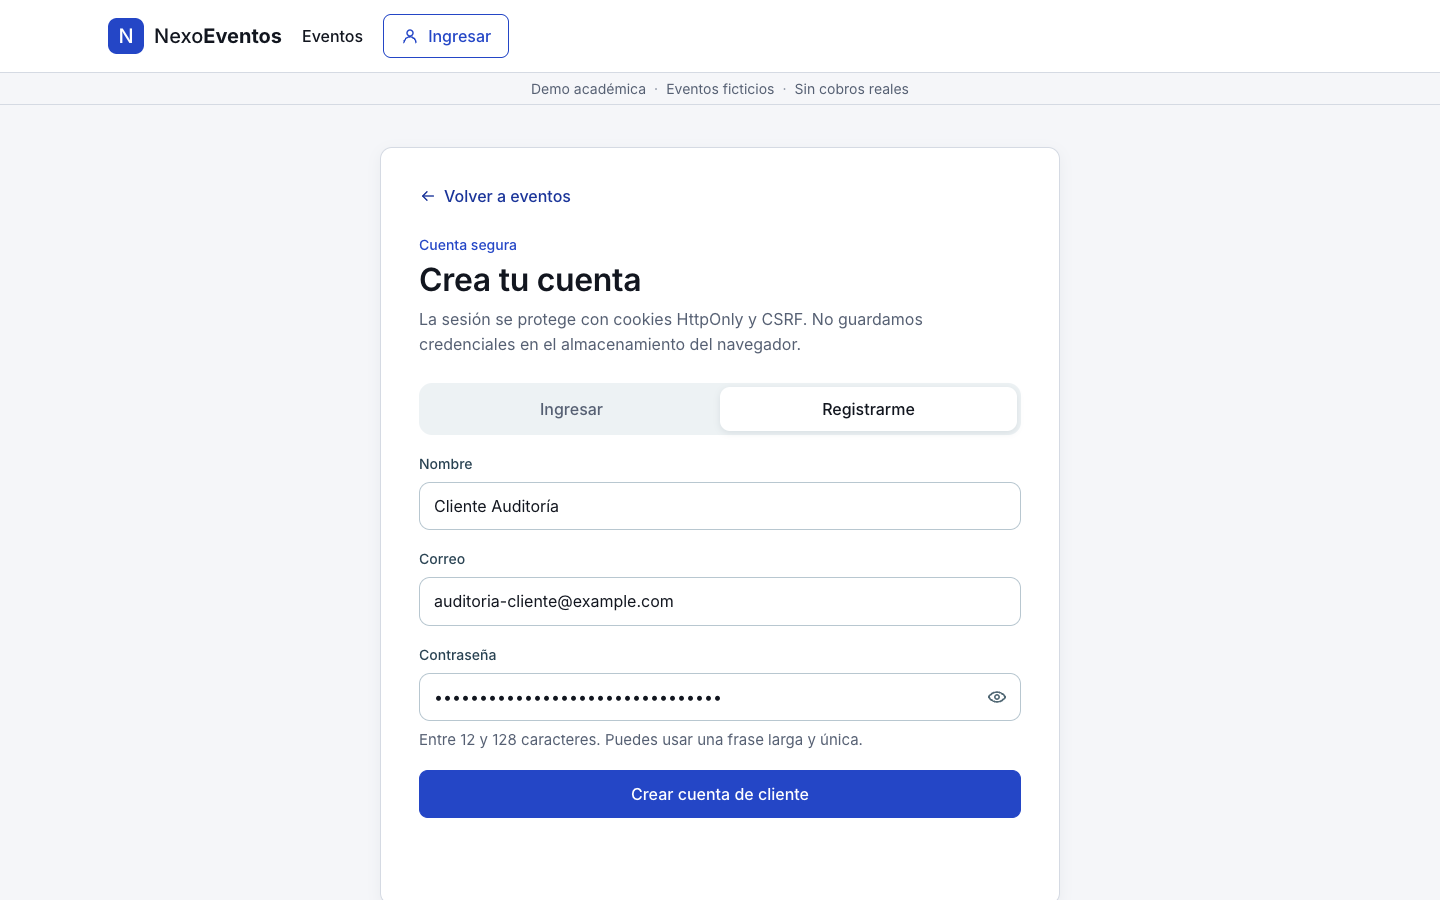 N NexoEventos Eventos Ingresar
Demo académica · Eventos ficticios · Sin cobros reales
← Volver a eventos
Cuenta segura
Crea tu cuenta
La sesión se protege con cookies HttpOnly y CSRF. No guardamos
credenciales en el almacenamiento del navegador.
Ingresar Registrarme
Nombre
Cliente Auditoría
Correo
auditoria-cliente@example.com
Contraseña
••••••••••••••••••••••••••••••••
Entre 12 y 128 caracteres. Puedes usar una frase larga y única.
Crear cuenta de cliente